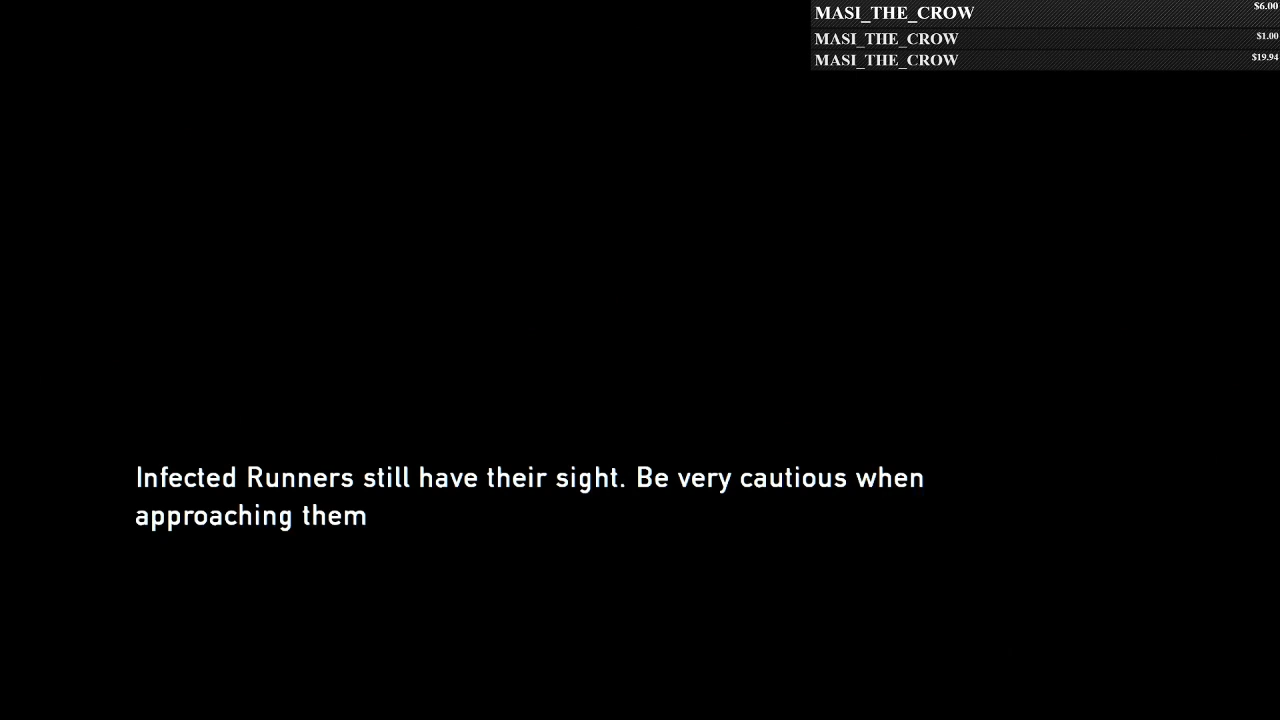 MASI_THE_CROW $6.00
MASI_THE_CROW $1.00
MASI_THE_CROW $19.94
Infected Runners still have their sight. Be very cautious when
approaching them